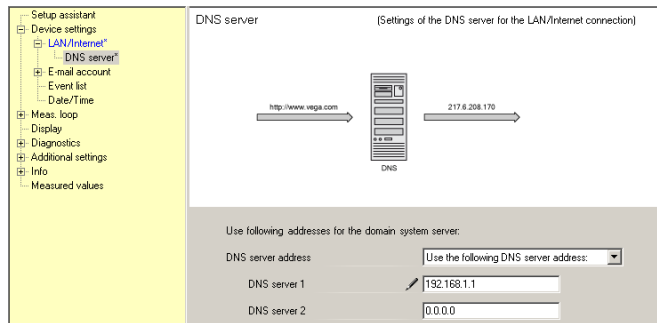 Setup assistant
Device settings
LAN/Internet*
DNS server*
E-mail account
Event list
Date/Time
Meas. loop
Display
Diagnostics
Additional settings
Info
Measured values
DNS server
(Settings of the DNS server for the LAN/Internet connection)
http://www.vega.com
217.6.208.170
DNS
Use following addresses for the domain system server:
DNS server address
Use the following DNS server address:
DNS server 1
192.168.1.1
DNS server 2
0.0.0.0